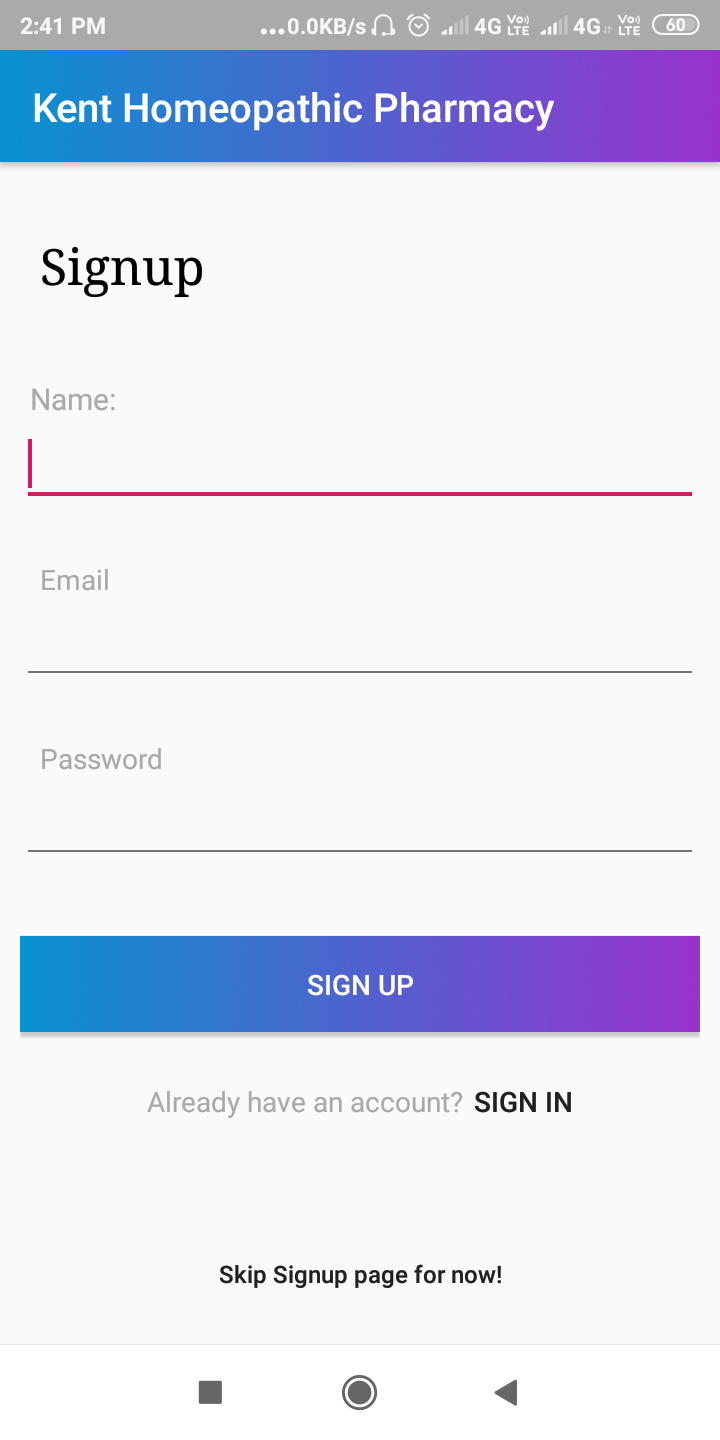 2:41 PM ...0.0KB/s 4G Vo) LTE 4G Vo) LTE 60
Kent Homeopathic Pharmacy
Signup
Name:
Email
Password
SIGN UP
Already have an account? SIGN IN
Skip Signup page for now!